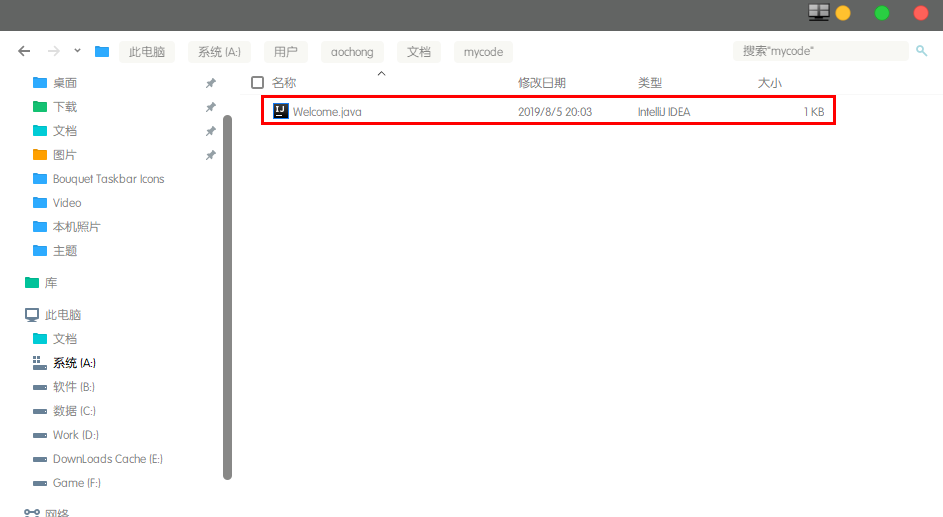 此电脑 系统 (A:) 用户 aochong 文档 mycode 搜索"mycode"
名称 修改日期 类型 大小
Welcome.java 2019/8/5 20:03 IntelliJ IDEA 1 KB
桌面
下载
文档
图片
Bouquet Taskbar Icons
Video
本机照片
主题
库
此电脑
文档
系统 (A:)
软件 (B:)
数据 (C:)
Work (D:)
DownLoads Cache (E:)
Game (F:)
网络